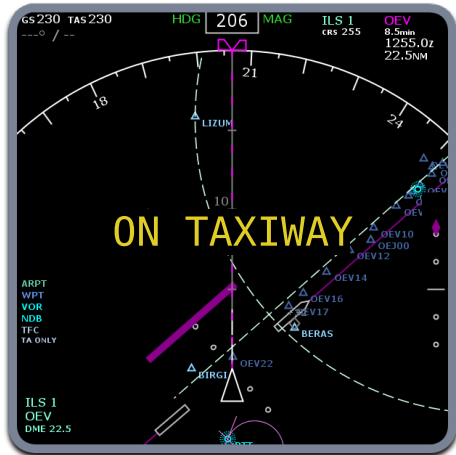 GS230 TAS230
HDG 206 MAG
ILS 1
CRS 255
OEV
8.5min
1255.0z
22.5NM
---° / --
21
18
24
LIZUM
10
ON TAXIWAY
OEV10
OEJ00
OEV12
OEV14
OEV16
BERAS
OEV22
BIRGI
ARPT
WPT
VOR
NDB
TFC
TA ONLY
ILS 1
OEV
DME 22.5